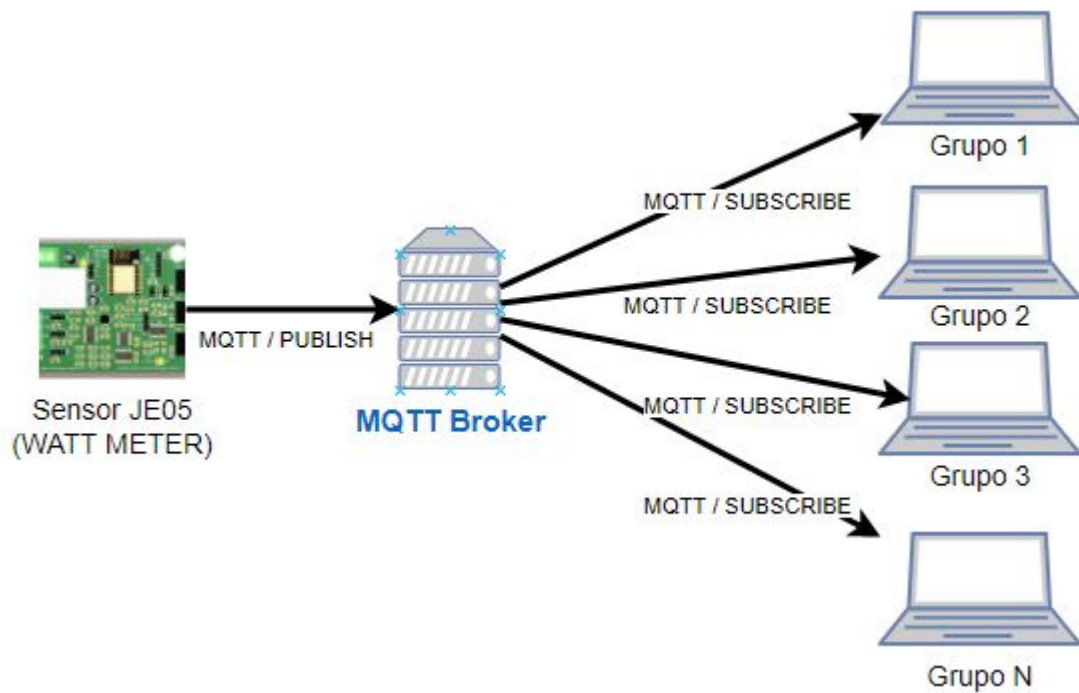 Grupo 1
MQTT / SUBSCRIBE
Grupo 2
MQTT / SUBSCRIBE
MQTT / PUBLISH
Sensor JE05
(WATT METER)
MQTT Broker
MQTT / SUBSCRIBE
Grupo 3
MQTT / SUBSCRIBE
Grupo N